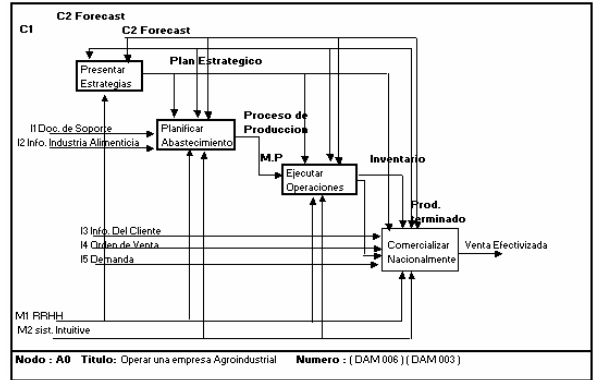 C2 Forecast
C1
C2 Forecast
Plan Estrategico
Presentar
Estrategias
Proceso de
Produccion
I1 Doc. de Soporte
I2 Info. Industria Alimenticia
Planificar
Abastecimiento
M.P
Inventario
Ejecutar
Operaciones
Prod.
terminado
I3 Info. Del Cliente
I4 Orden de Venta
I5 Demanda
Comercializar
Nacionalmente
Venta Efectivizada
M1 RRHH
M2 sist. Intuitive
Nodo : A0 Titulo: Operar una empresa Agroindustrial Numero : ( DAM 006 ) ( DAM 003 )